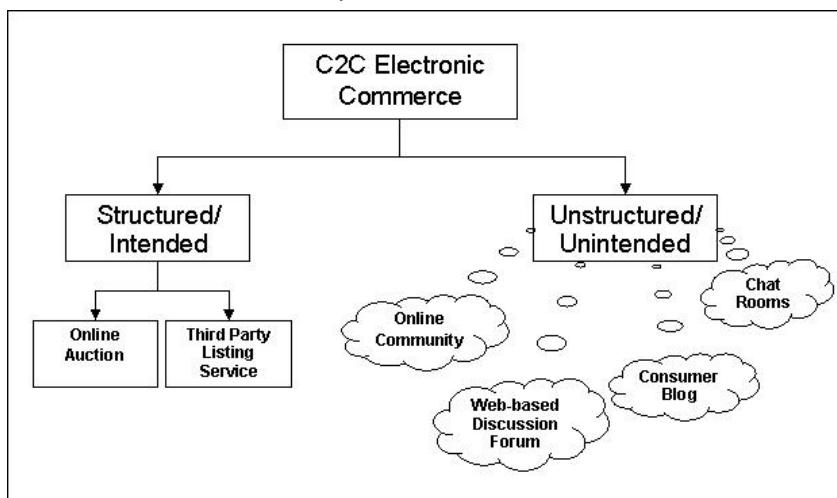 C2C Electronic
Commerce
Structured/
Intended
Unstructured/
Unintended
Online
Auction
Third Party
Listing
Service
Online
Community
Web-based
Discussion
Forum
Consumer
Blog
Chat
Rooms